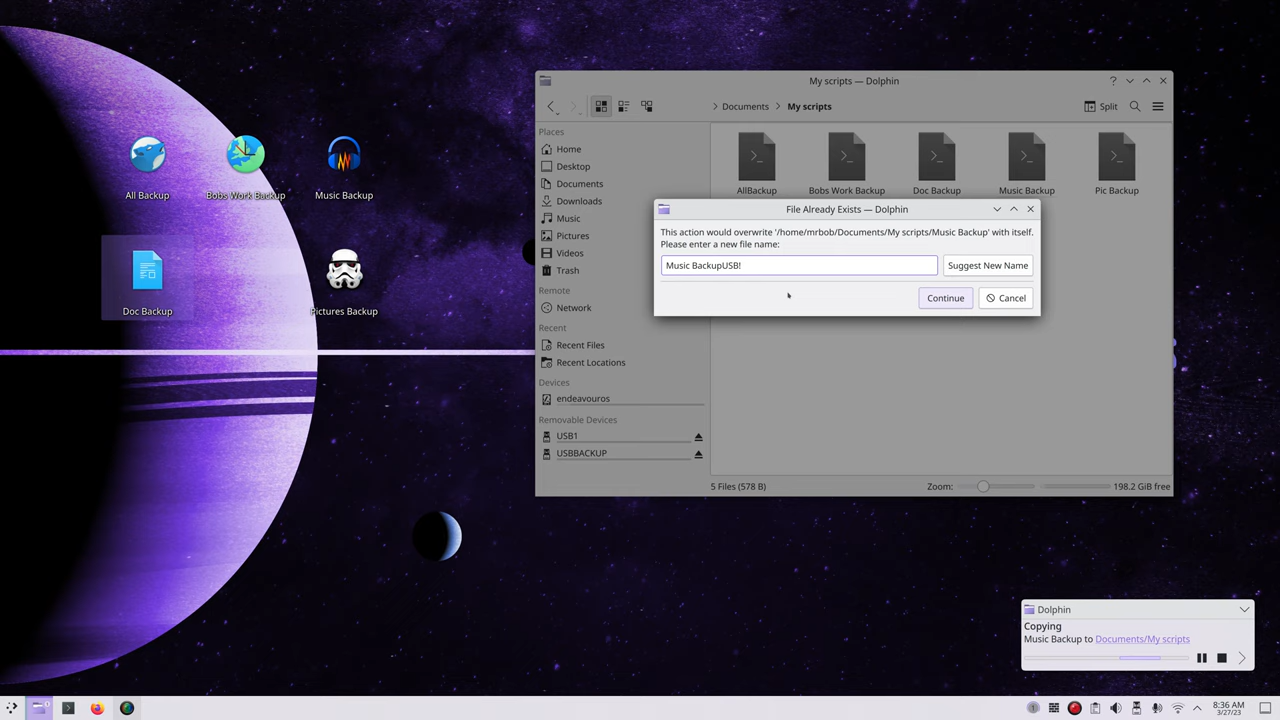 My scripts — Dolphin
Documents
My scripts
Split
Places
Home
Desktop
Documents
Downloads
Music
Pictures
Videos
Trash
Remote
Network
Recent
Recent Files
Recent Locations
Devices
endeavouros
Removable Devices
USB1
USBBACKUP
AllBackup
Bobs Work Backup
Doc Backup
Music Backup
Pic Backup
5 Files (578 B)
Zoom:
198.2 GiB free
File Already Exists — Dolphin
This action would overwrite '/home/mrbob/Documents/My scripts/Music Backup' with itself.
Please enter a new file name:
Music BackupUSB!
Suggest New Name
Continue
Cancel
All Backup
Bobs Work Backup
Music Backup
Doc Backup
Pictures Backup
Dolphin
Copying
Music Backup to Documents/My scripts
8:36 AM
3/27/23